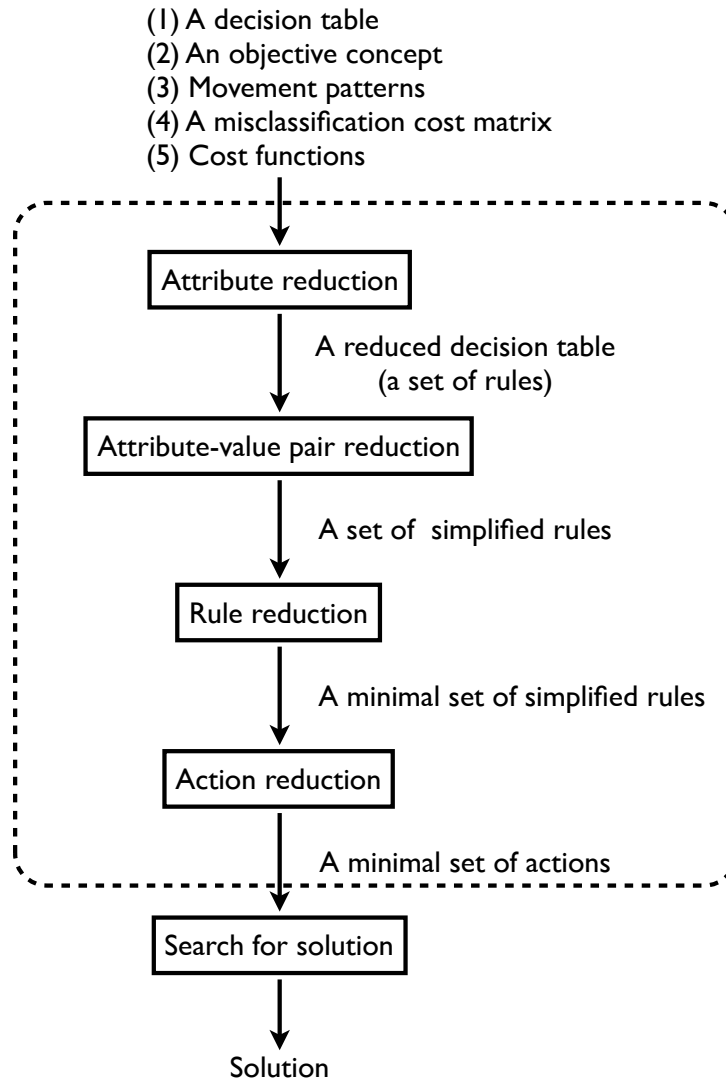 (1) A decision table
(2) An objective concept
(3) Movement patterns
(4) A misclassification cost matrix
(5) Cost functions
Attribute reduction
A reduced decision table
(a set of rules)
Attribute-value pair reduction
A set of simplified rules
Rule reduction
A minimal set of simplified rules
Action reduction
A minimal set of actions
Search for solution
Solution